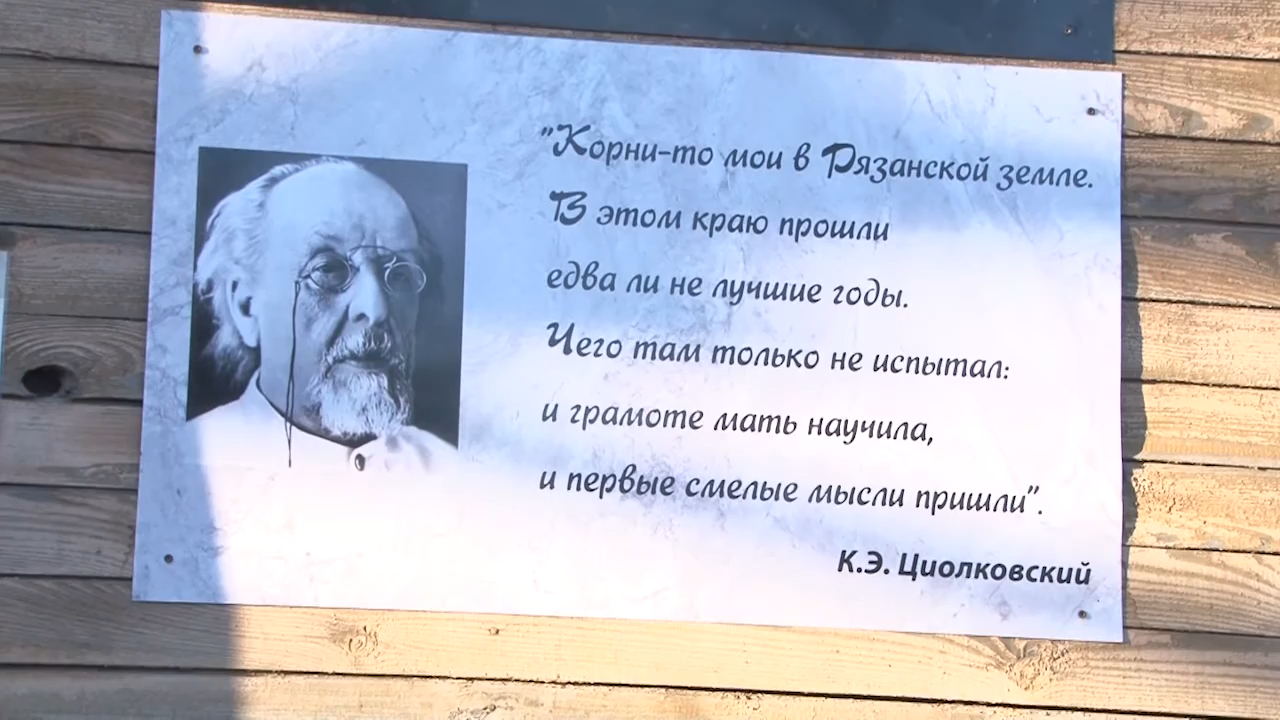 "Корни-то мои в Рязанской земле.
В этом краю прошли
едва ли не лучшие годы.
Чего там только не испытал:
и грамоте мать научила,
и первые смелые мысли пришли".
К.Э. Циолковский